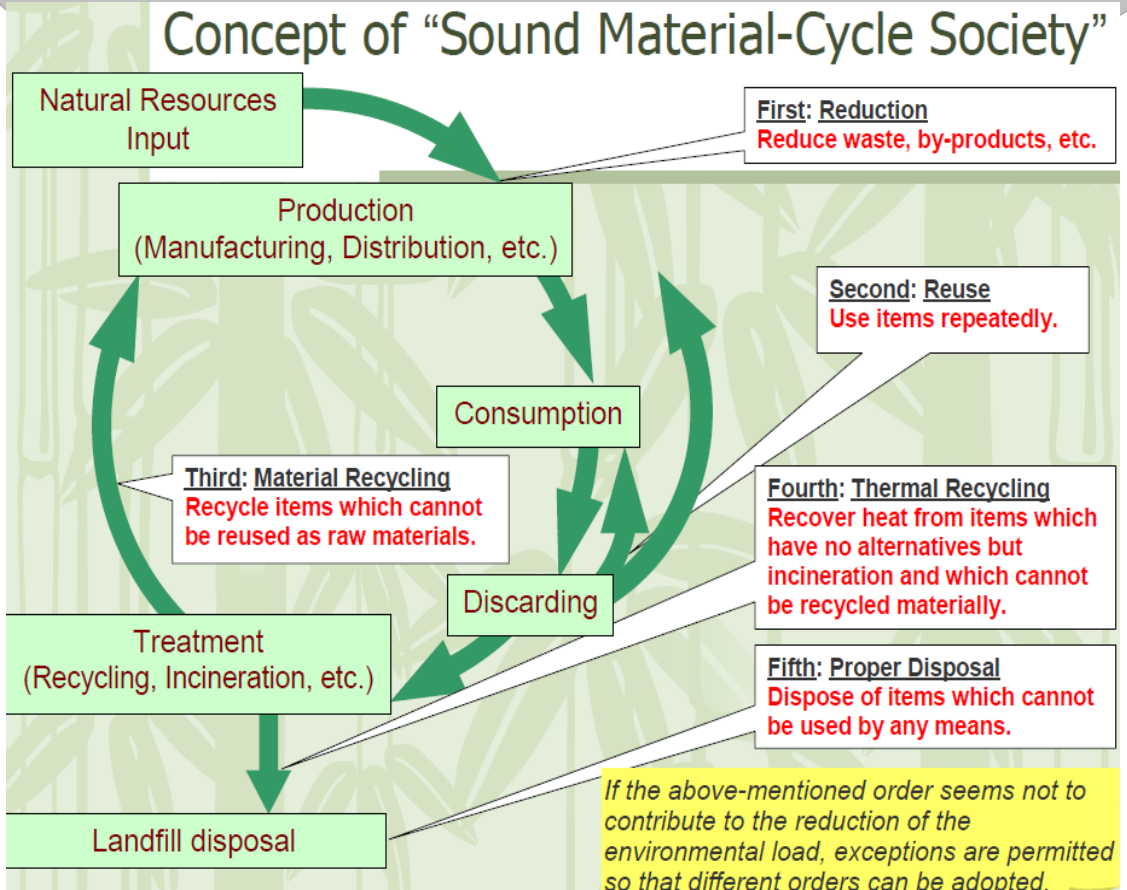 Concept of “Sound Material-Cycle Society”
Natural Resources
Input
First: Reduction
Reduce waste, by-products, etc.
Production
(Manufacturing, Distribution, etc.)
Second: Reuse
Use items repeatedly.
Consumption
Third: Material Recycling
Recycle items which cannot
be reused as raw materials.
Fourth: Thermal Recycling
Recover heat from items which
have no alternatives but
incineration and which cannot
be recycled materially.
Discarding
Treatment
(Recycling, Incineration, etc.)
Fifth: Proper Disposal
Dispose of items which cannot
be used by any means.
Landfill disposal
If the above-mentioned order seems not to
contribute to the reduction of the
environmental load, exceptions are permitted
so that different orders can be adopted.